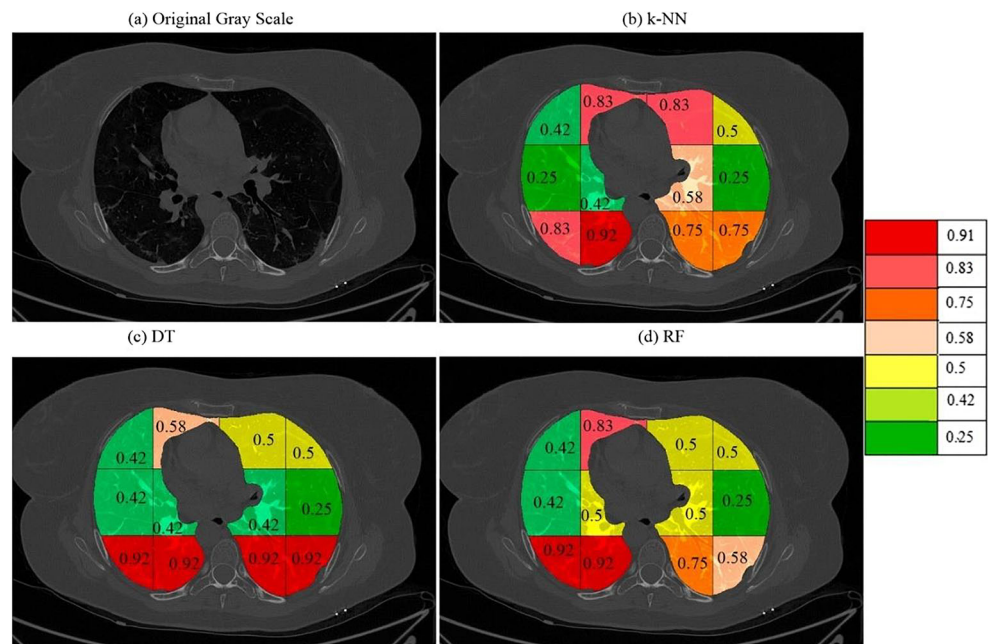 (a) Original Gray Scale
(b) k-NN
0.83 0.83
0.42 0.5
0.25 0.25
0.42 0.58
0.83 0.92 0.75 0.75
0.91
0.83
0.75
0.58
0.5
0.42
0.25
(c) DT
(d) RF
0.58
0.42 0.5 0.5
0.42 0.42 0.42 0.25
0.92 0.92 0.92 0.92
0.83
0.42 0.5 0.5
0.42 0.5 0.5 0.25
0.92 0.92 0.75 0.58